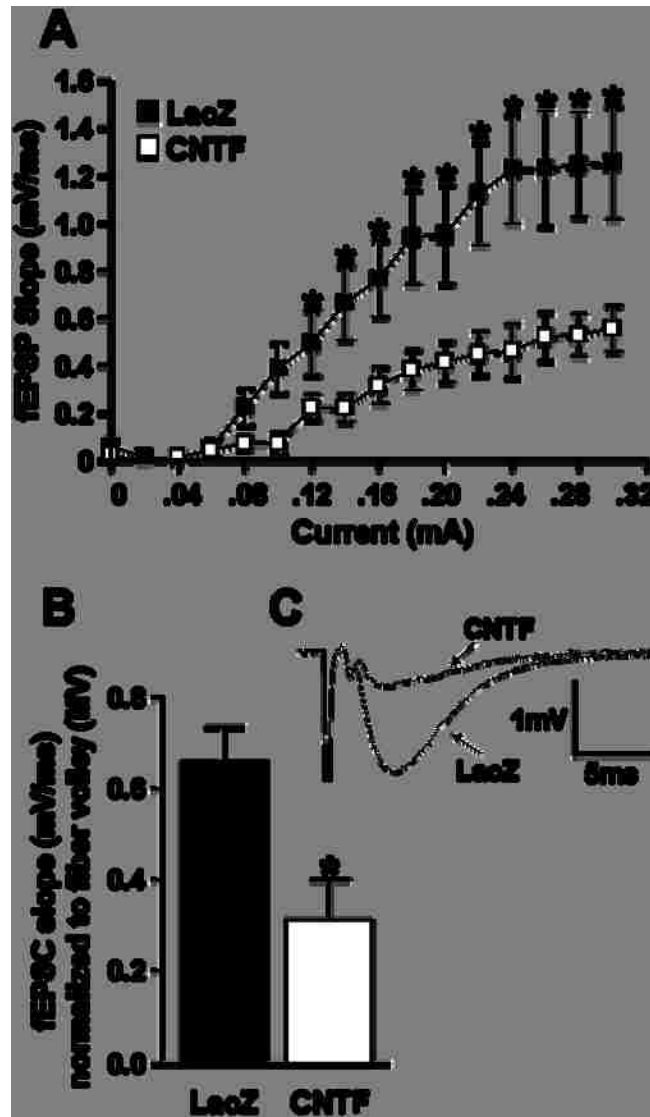 A
1.6
1.4
1.2
1.0
0.8
0.6
0.4
0.2
0
fEPSP Slope (mV/ms)
LacZ
CNTF
* * * * * * * * * *
0 .04 .08 .12 .16 .20 .24 .28 .32
Current (mA)
B
0.8
0.6
0.4
0.2
0.0
fEPSC slope (mV/ms)
normalized to fiber volley (mV)
*
LacZ CNTF
C
CNTF
LacZ
1mV
5ms